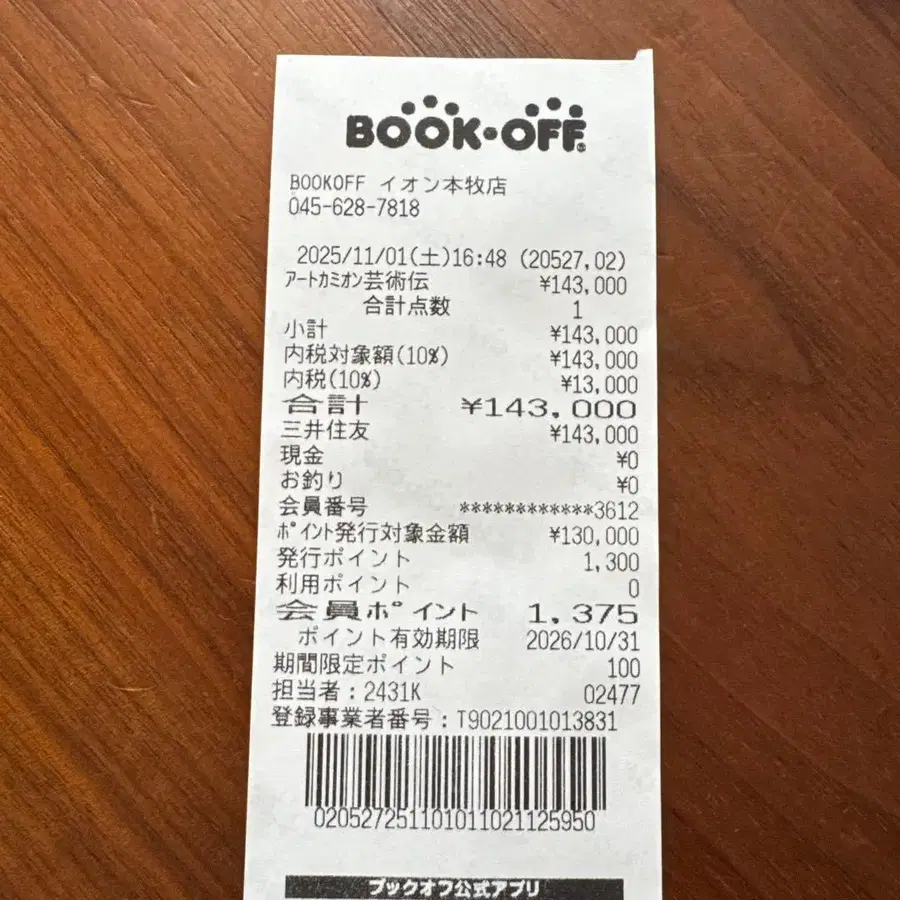 BOOK・OFF
BOOKOFF イオン本牧店
045-628-7818
2025/11/01(土)16:48 (20527,02)
アートカミオン芸術伝 ¥143,000
合計点数 1
小計 ¥143,000
内税対象額(10%) ¥143,000
内税(10%) ¥13,000
合計 ¥143,000
三井住友 ¥143,000
現金 ¥0
お釣り ¥0
会員番号 ************3612
ポイント発行対象金額 ¥130,000
発行ポイント 1,300
利用ポイント 0
会員ポイント 1,375
ポイント有効期限 2026/10/31
期間限定ポイント 100
担当者:2431K 02477
登録事業者番号:T9021001013831
020527251101011021125950
ブックオフ公式アプリ